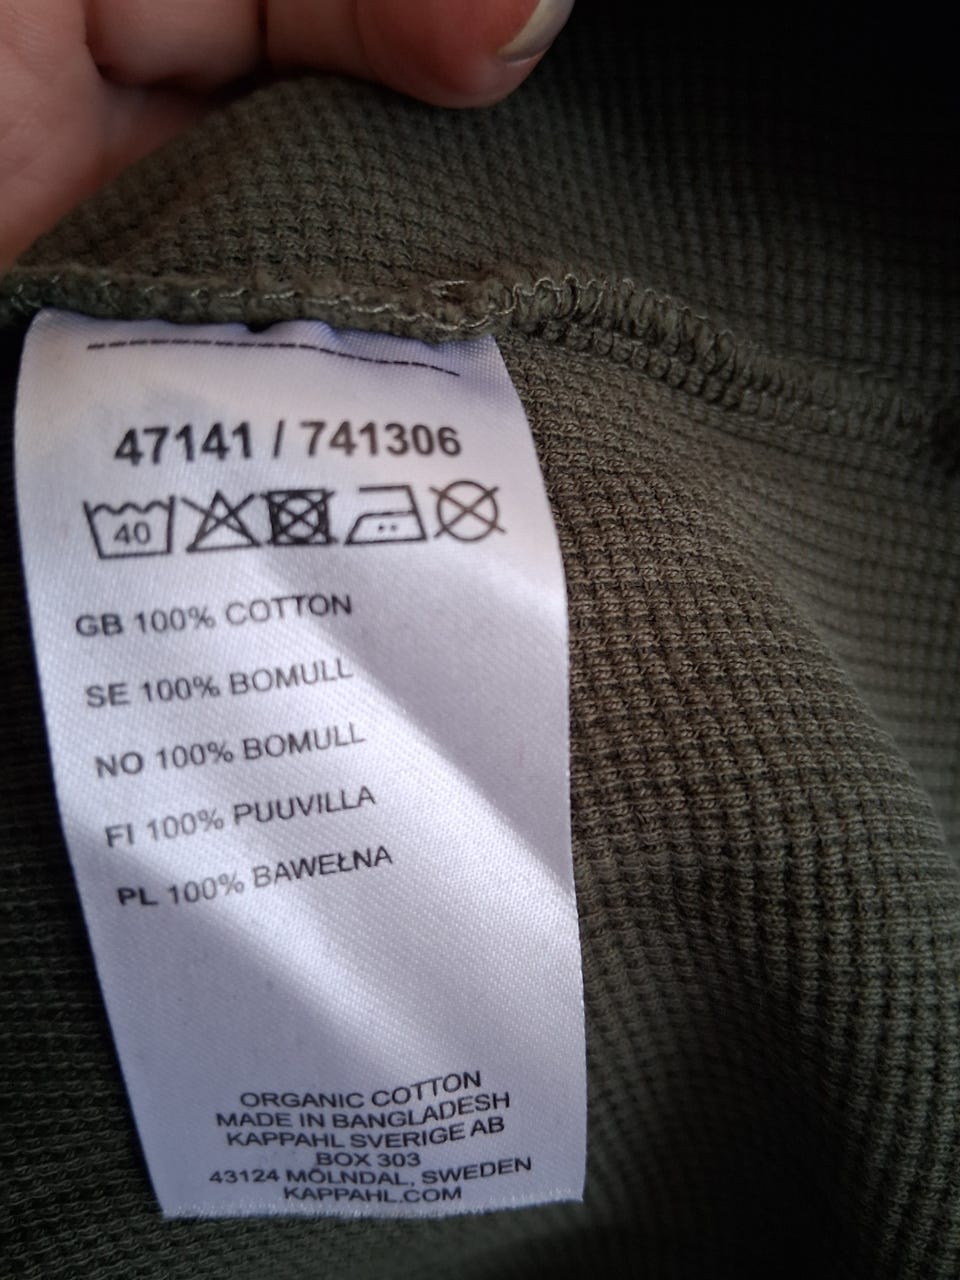 47141 / 741306
40
GB 100% COTTON
SE 100% BOMULL
NO 100% BOMULL
FI 100% PUUVILLA
PL 100% BAWEŁNA
ORGANIC COTTON
MADE IN BANGLADESH
KAPPAHL SVERIGE AB
BOX 303
43124 MÖLNDAL, SWEDEN
KAPPAHL.COM